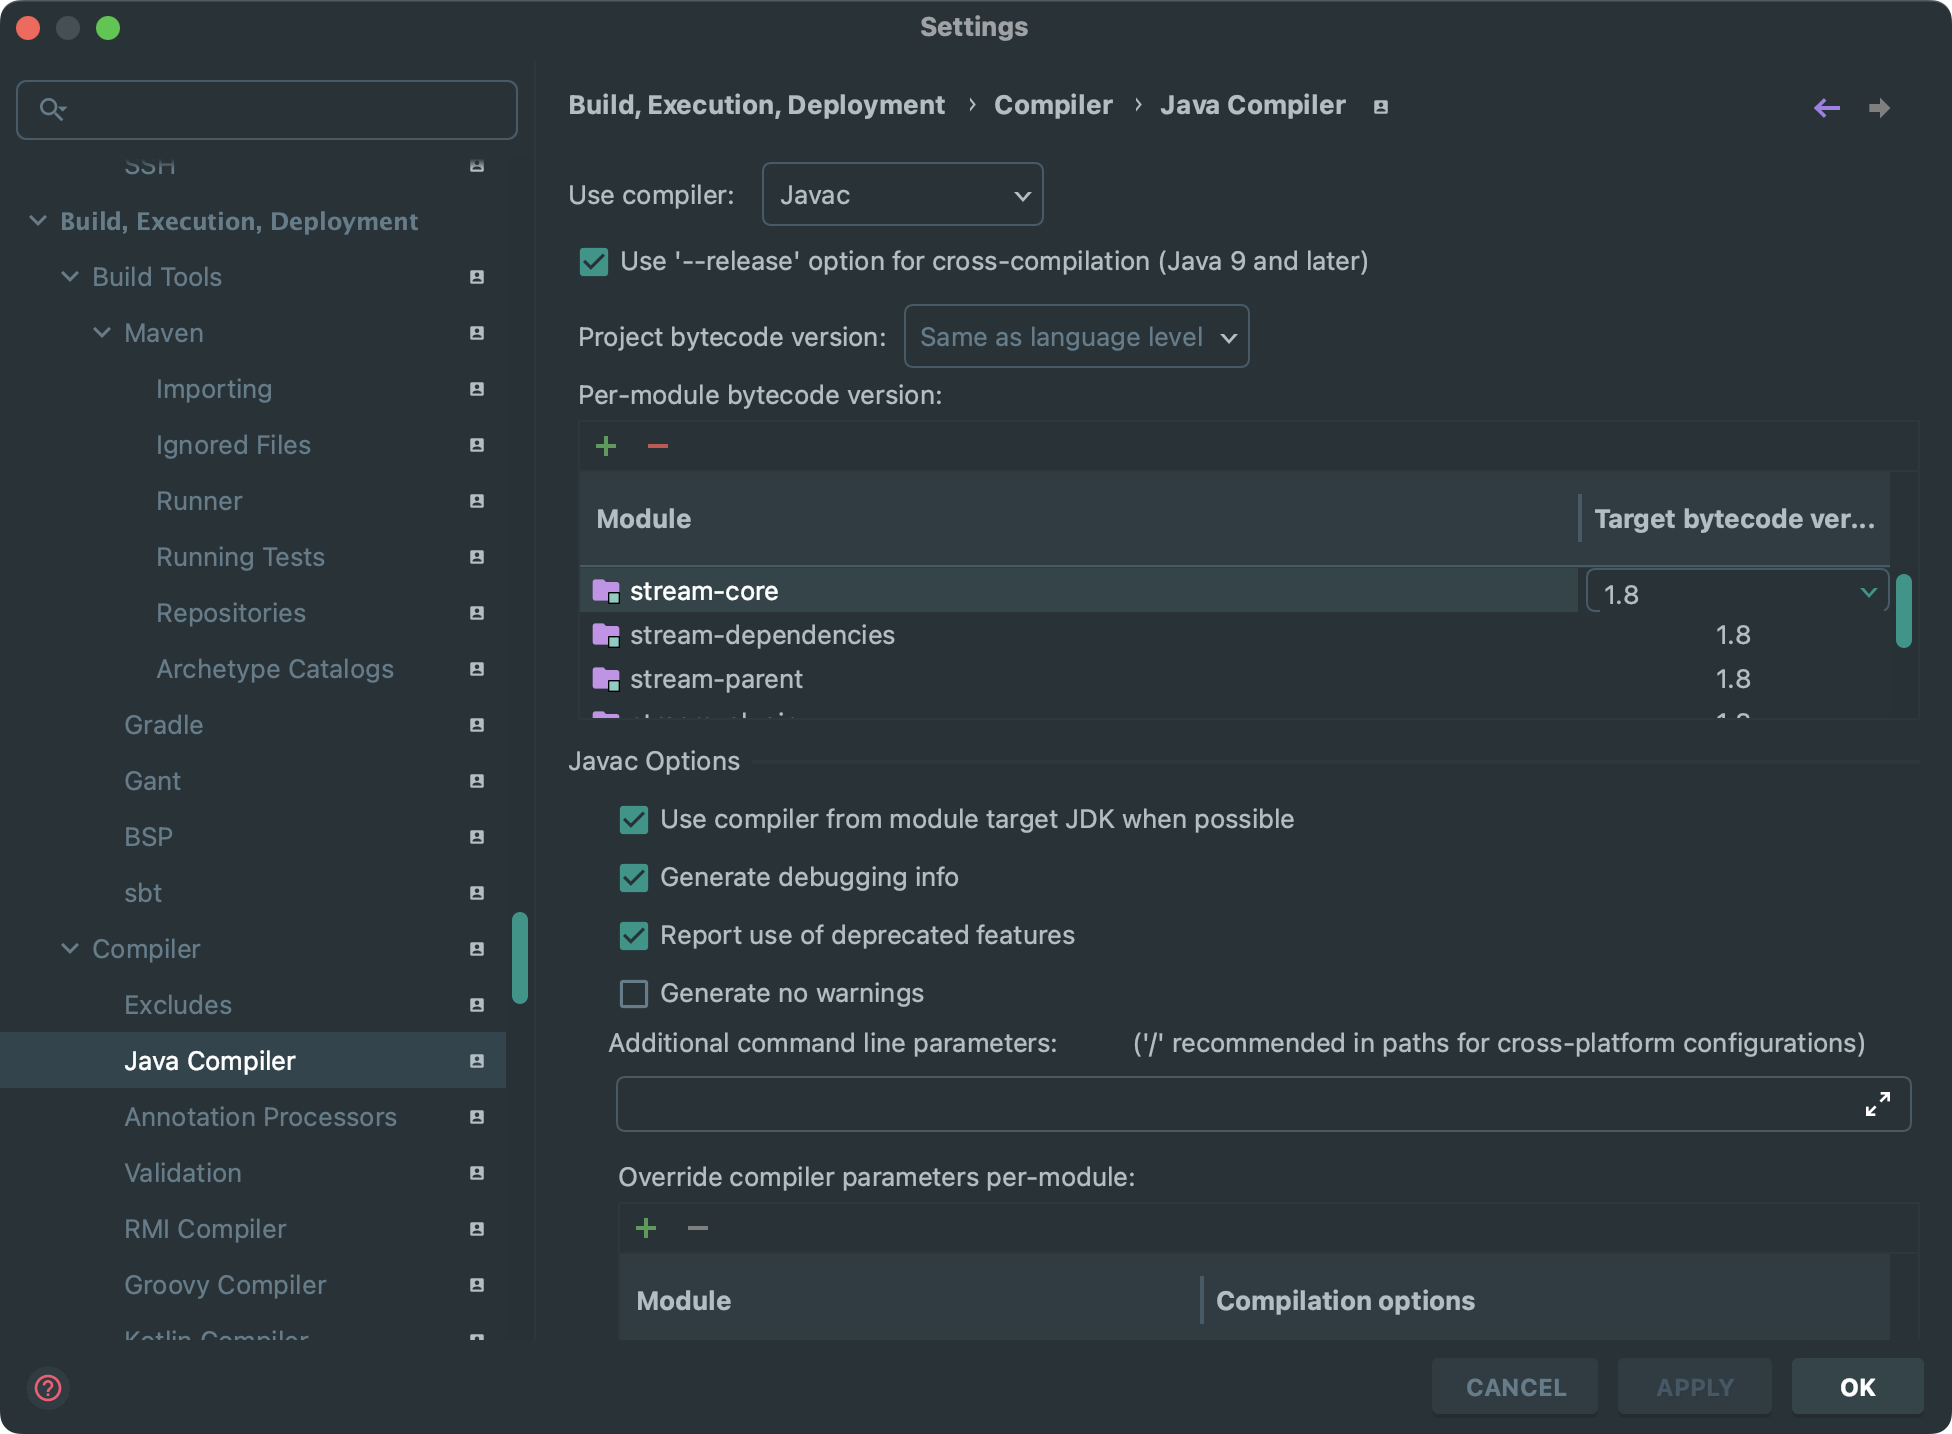 Settings
SSH
Build, Execution, Deployment
Build Tools
Maven
Importing
Ignored Files
Runner
Running Tests
Repositories
Archetype Catalogs
Gradle
Gant
BSP
sbt
Compiler
Excludes
Java Compiler
Annotation Processors
Validation
RMI Compiler
Groovy Compiler
Kotlin Compiler
Build, Execution, Deployment › Compiler › Java Compiler
Use compiler: Javac
Use '--release' option for cross-compilation (Java 9 and later)
Project bytecode version: Same as language level
Per-module bytecode version:
Module Target bytecode ver...
stream-core 1.8
stream-dependencies 1.8
stream-parent 1.8
Javac Options
Use compiler from module target JDK when possible
Generate debugging info
Report use of deprecated features
Generate no warnings
Additional command line parameters: ('/' recommended in paths for cross-platform configurations)
Override compiler parameters per-module:
Module Compilation options
CANCEL APPLY OK